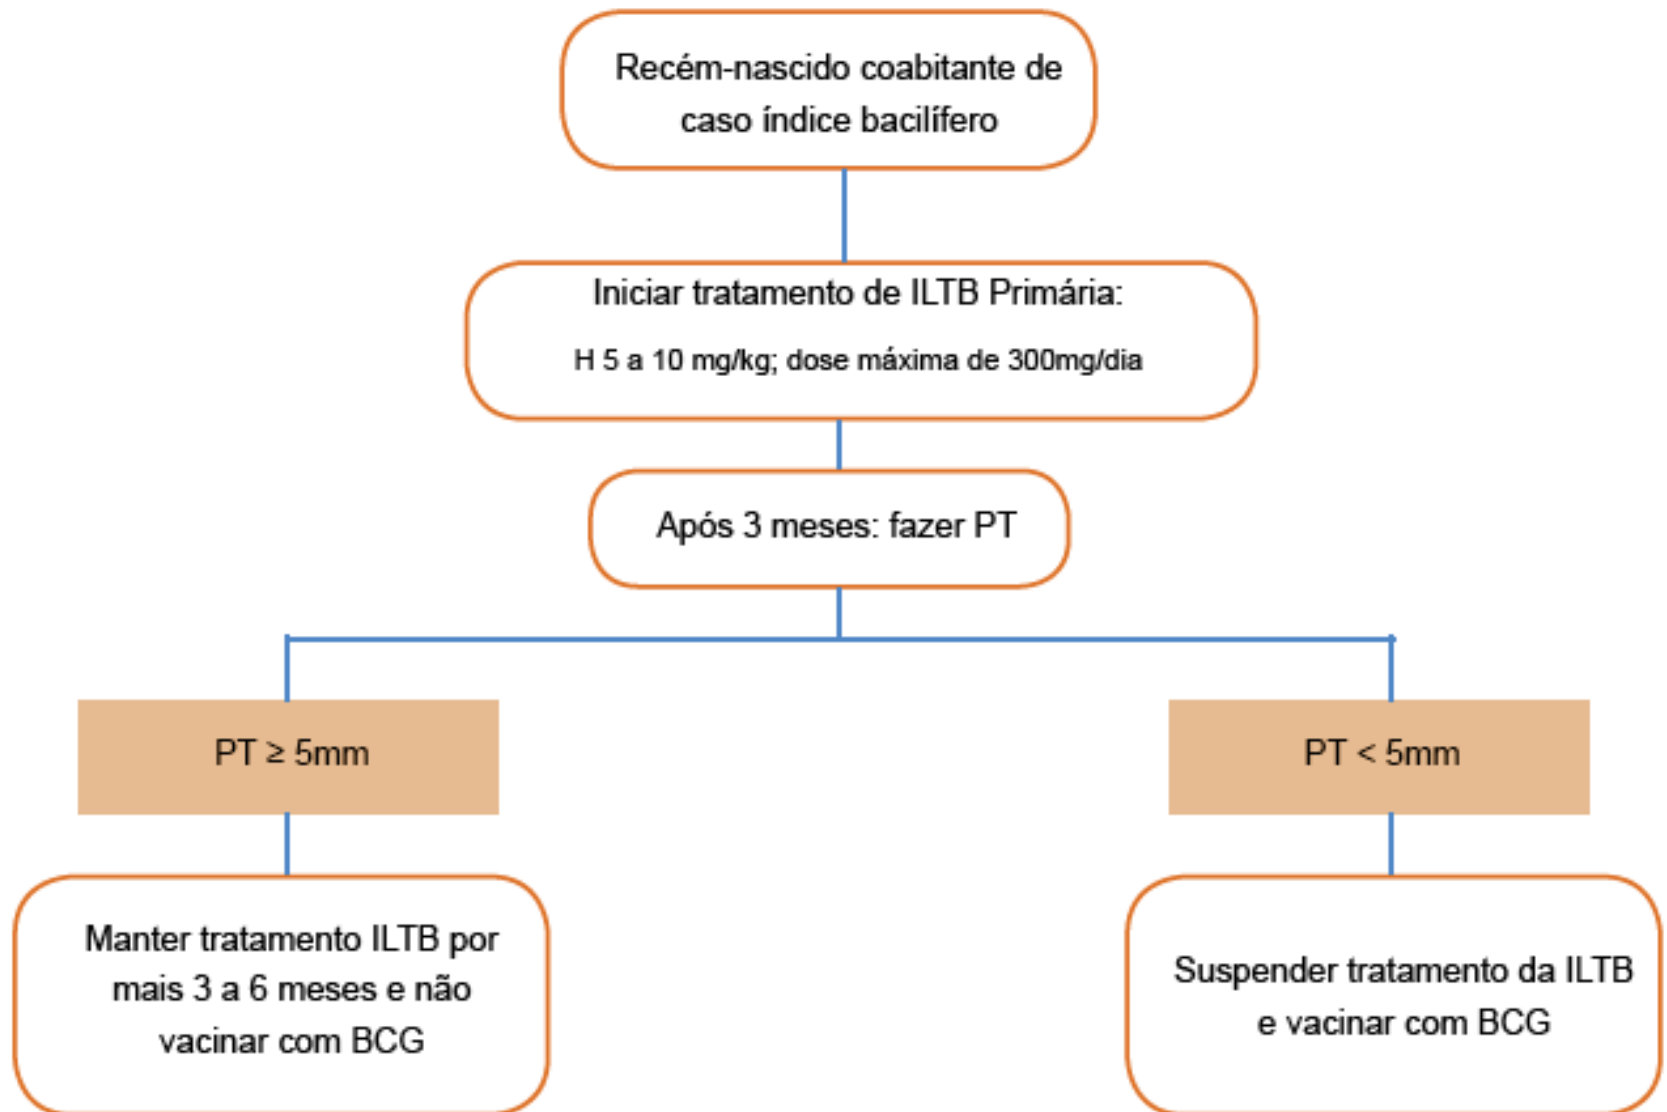 Recém-nascido coabitante de
caso índice bacilífero
Iniciar tratamento de ILTB Primária:
H 5 a 10 mg/kg; dose máxima de 300mg/dia
Após 3 meses: fazer PT
PT ≥ 5mm
PT < 5mm
Manter tratamento ILTB por
mais 3 a 6 meses e não
vacinar com BCG
Suspender tratamento da ILTB
e vacinar com BCG